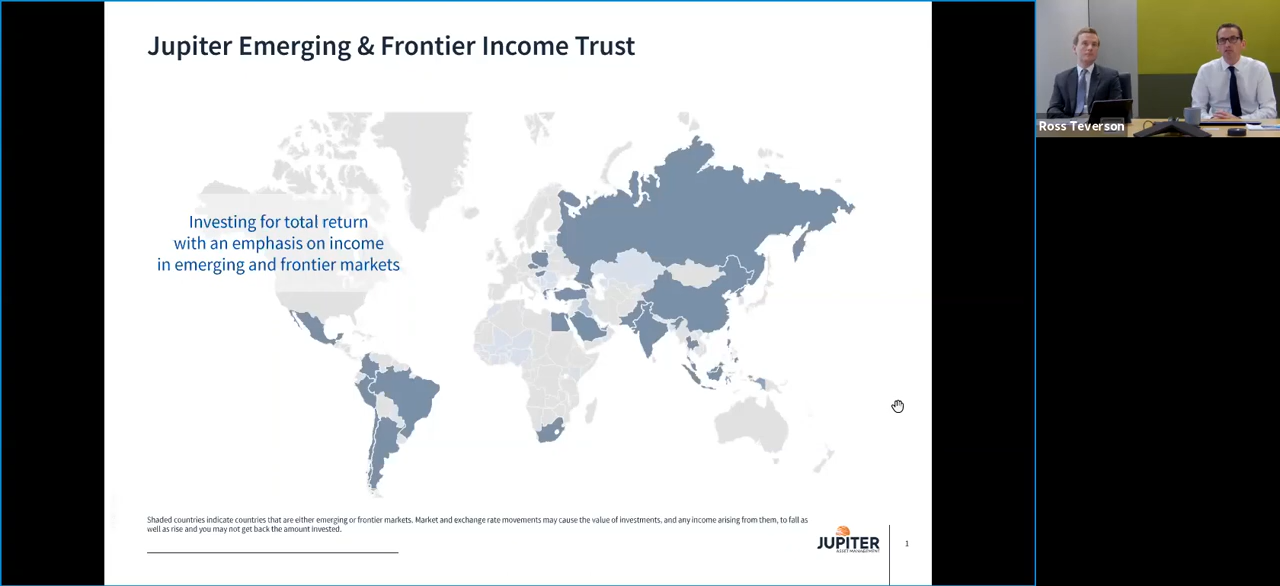 Jupiter Emerging & Frontier Income Trust
Ross Teverson
Investing for total return
with an emphasis on income
in emerging and frontier markets
Shaded countries indicate countries that are either emerging or frontier markets. Market and exchange rate movements may cause the value of investments, and any income arising from them, to fall as
well as rise and you may not get back the amount invested.
JUPITER
ASSET MANAGEMENT
1